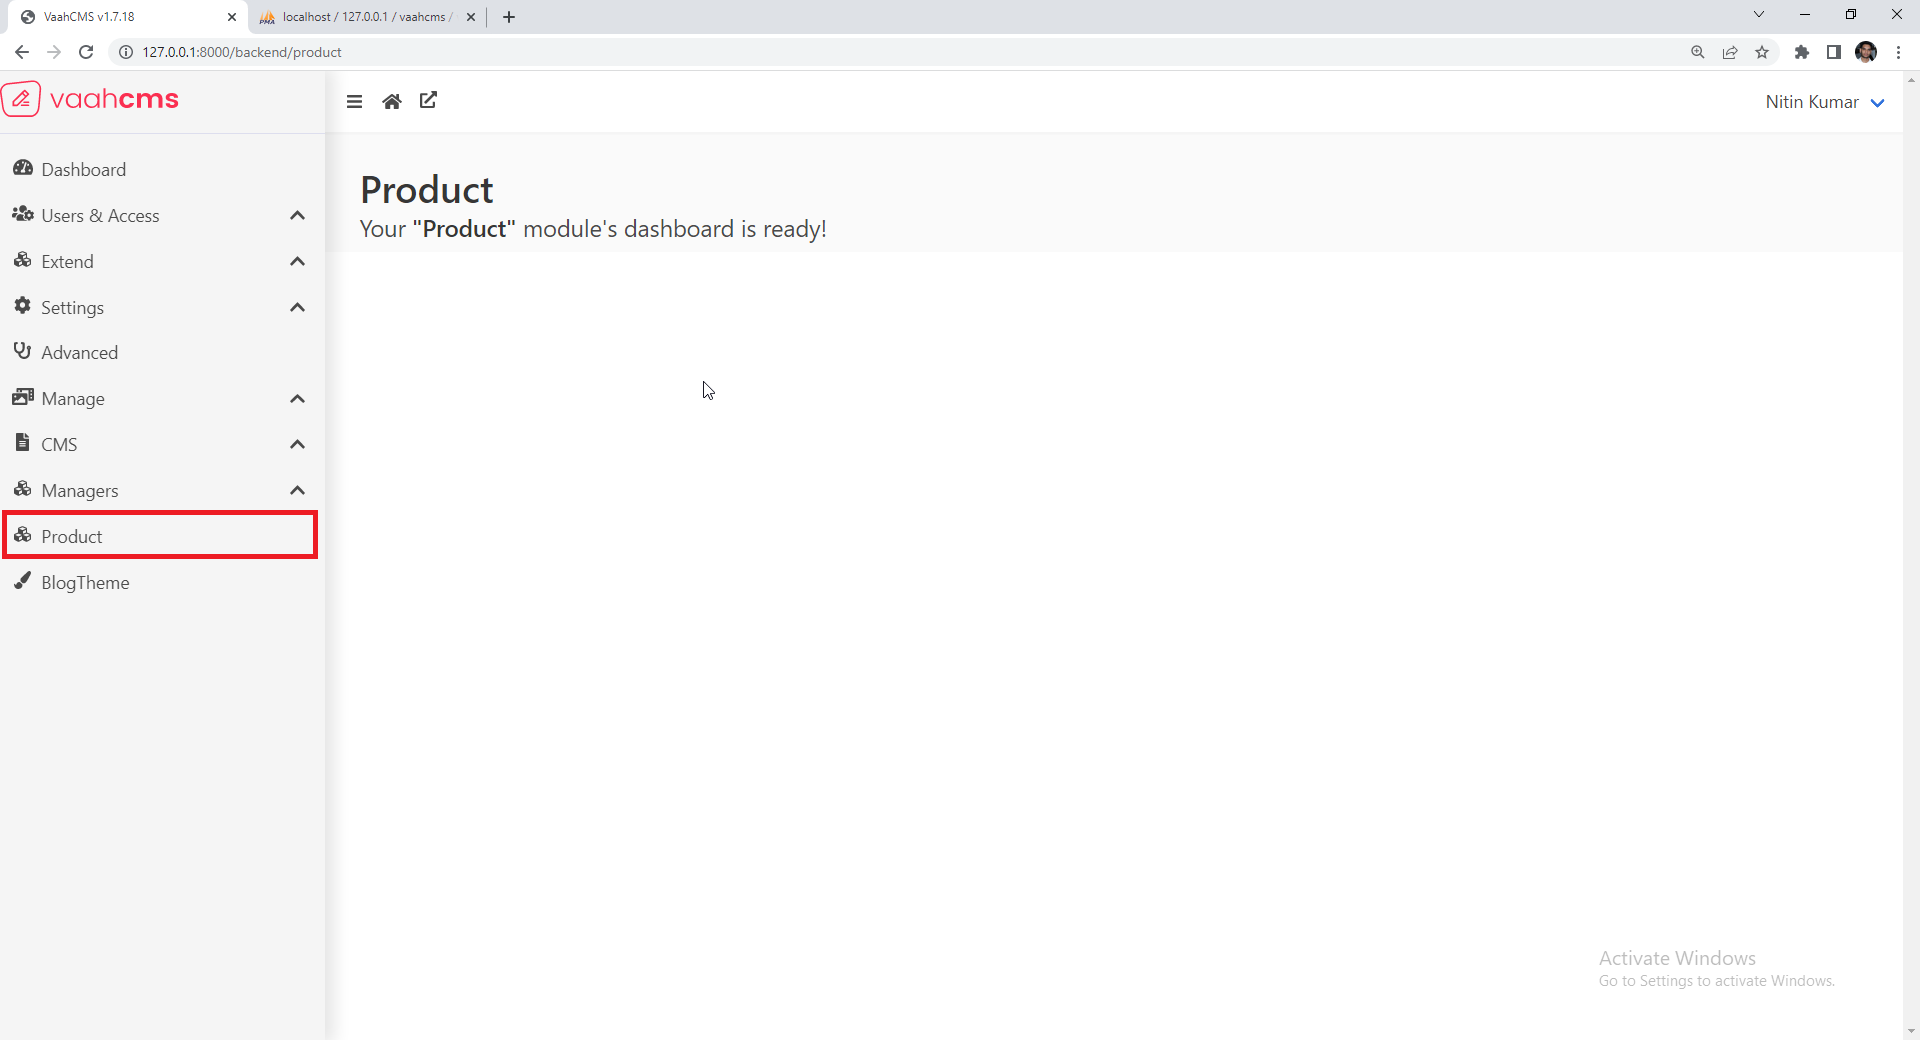 VaahCMS v1.7.18
localhost / 127.0.0.1 / vaahcms /
127.0.0.1:8000/backend/product
vaahcms
Nitin Kumar
Dashboard
Users & Access
Extend
Settings
Advanced
Manage
CMS
Managers
Product
BlogTheme
Product
Your "Product" module's dashboard is ready!
Activate Windows
Go to Settings to activate Windows.